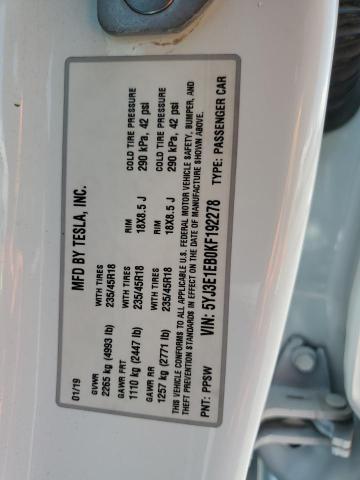 MFD BY TESLA, INC.
01/19
GVWR
2265 kg (4993 lb)
GAWR FRT WITH TIRES RIM COLD TIRE PRESSURE
1110 kg (2447 lb) 235/45R18 18X8.5 J 290 kPa, 42 psi
GAWR RR WITH TIRES RIM COLD TIRE PRESSURE
1257 kg (2771 lb) 235/45R18 18X8.5 J 290 kPa, 42 psi
THIS VEHICLE CONFORMS TO ALL APPLICABLE U.S. FEDERAL MOTOR VEHICLE SAFETY, BUMPER, AND
THEFT PREVENTION STANDARDS IN EFFECT ON THE DATE OF MANUFACTURE SHOWN ABOVE.
VIN: 5YJ3E1EB0KF192278 TYPE: PASSENGER CAR
PNT: PPSW